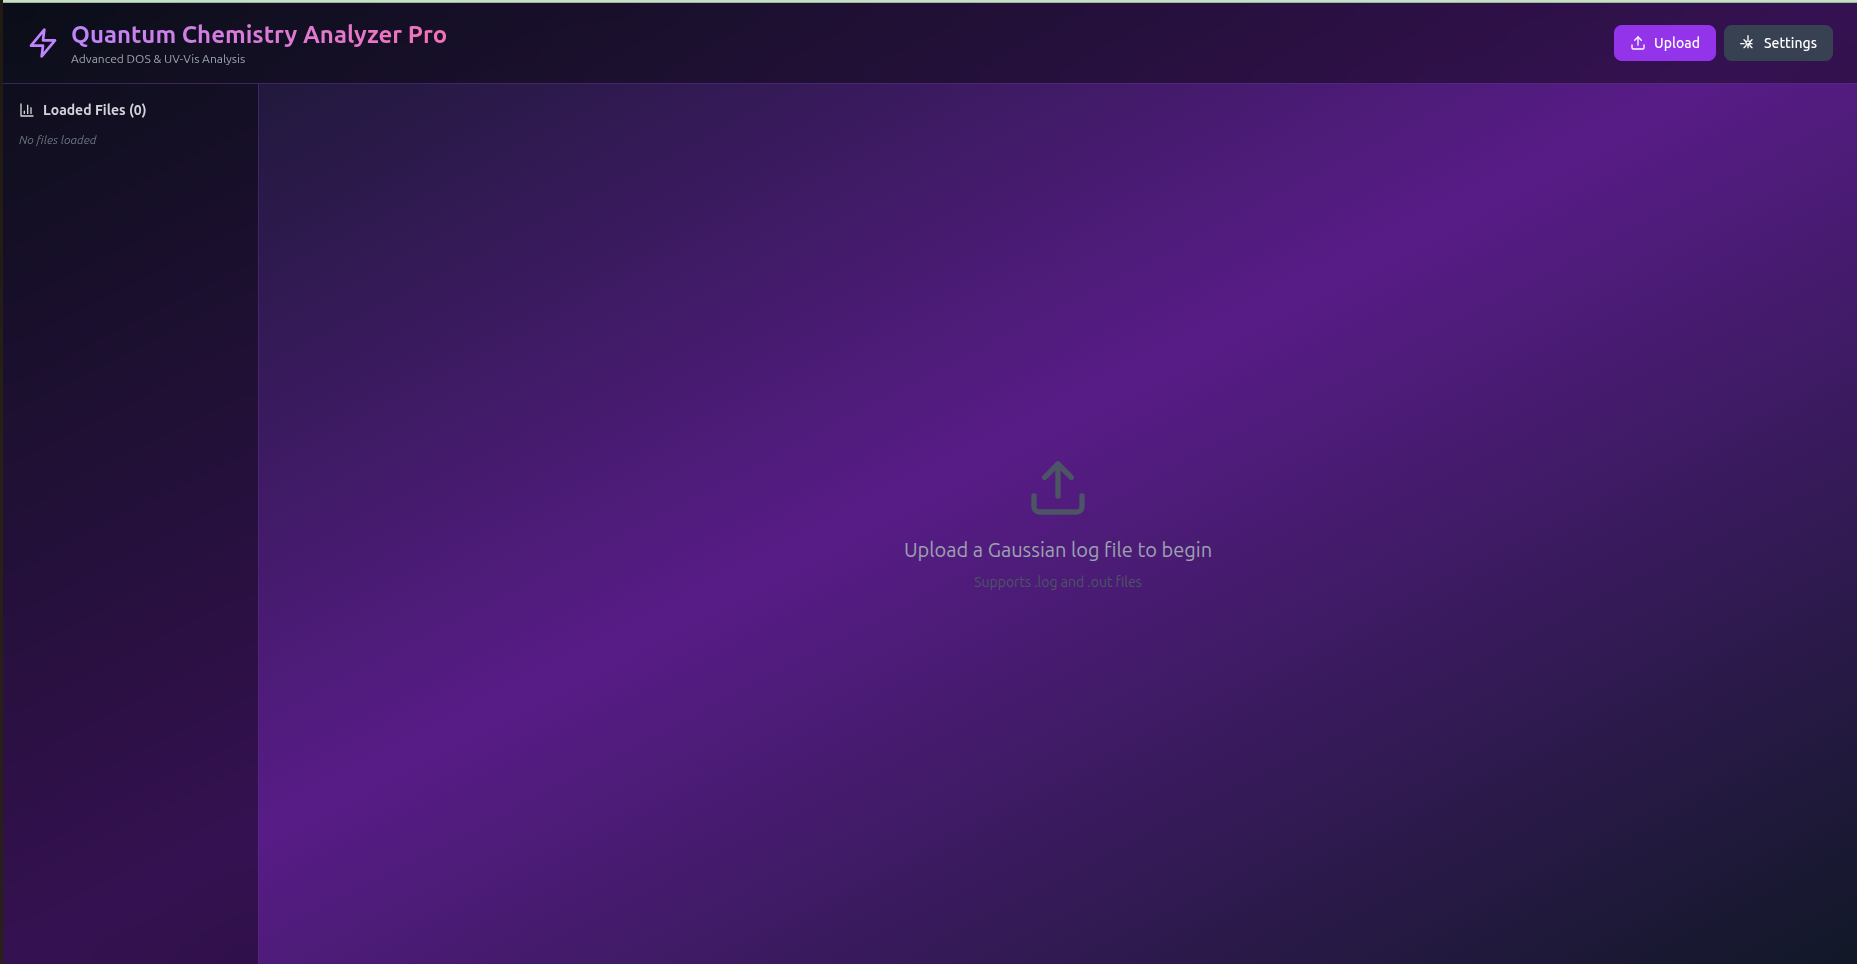 Quantum Chemistry Analyzer Pro
Advanced DOS & UV-Vis Analysis
Upload
Settings
Loaded Files (0)
No files loaded
Upload a Gaussian log file to begin
Supports .log and .out files